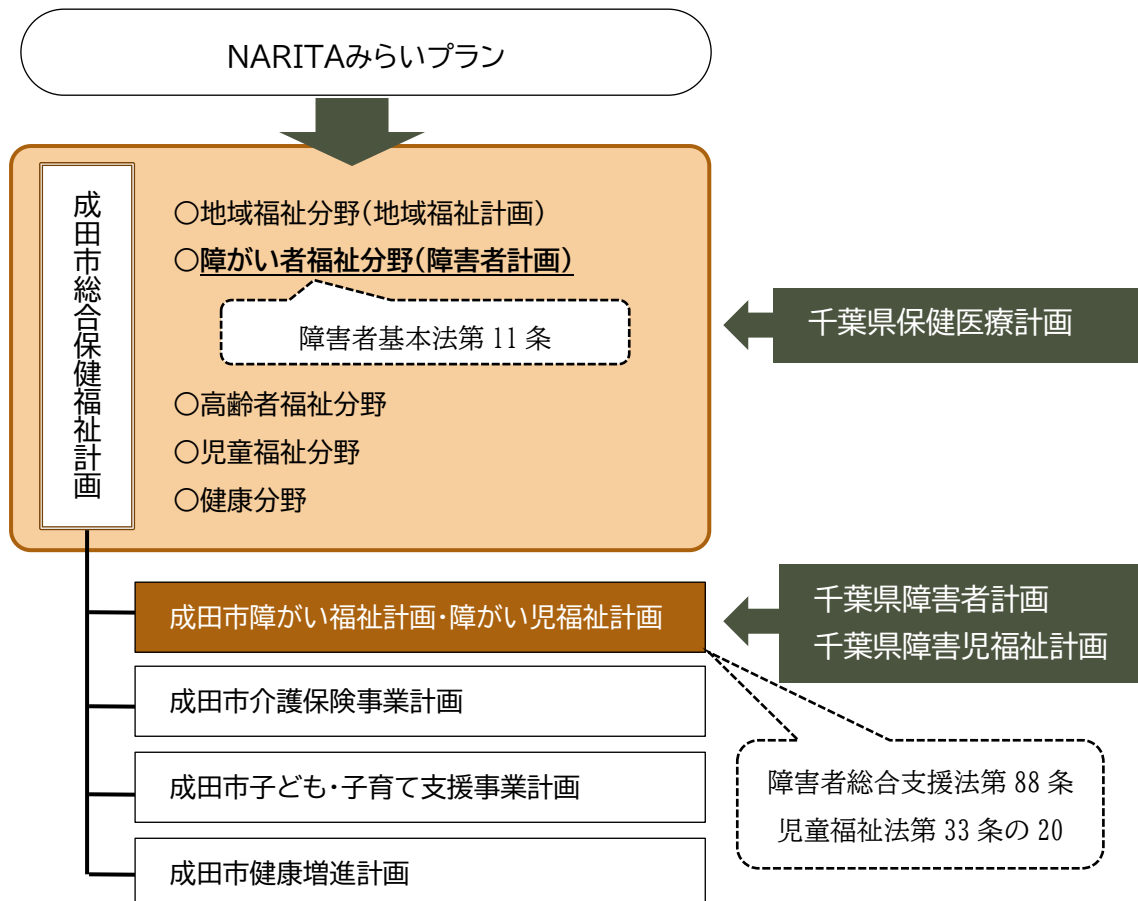 NARITAみらいプラン
成田市総合保健福祉計画
○地域福祉分野(地域福祉計画)
○障がい者福祉分野(障害者計画)
障害者基本法第 11 条
○高齢者福祉分野
○児童福祉分野
○健康分野
千葉県保健医療計画
成田市障がい福祉計画・障がい児福祉計画
千葉県障害者計画
千葉県障害児福祉計画
成田市介護保険事業計画
成田市子ども・子育て支援事業計画
成田市健康増進計画
障害者総合支援法第 88 条
児童福祉法第 33 条の 20